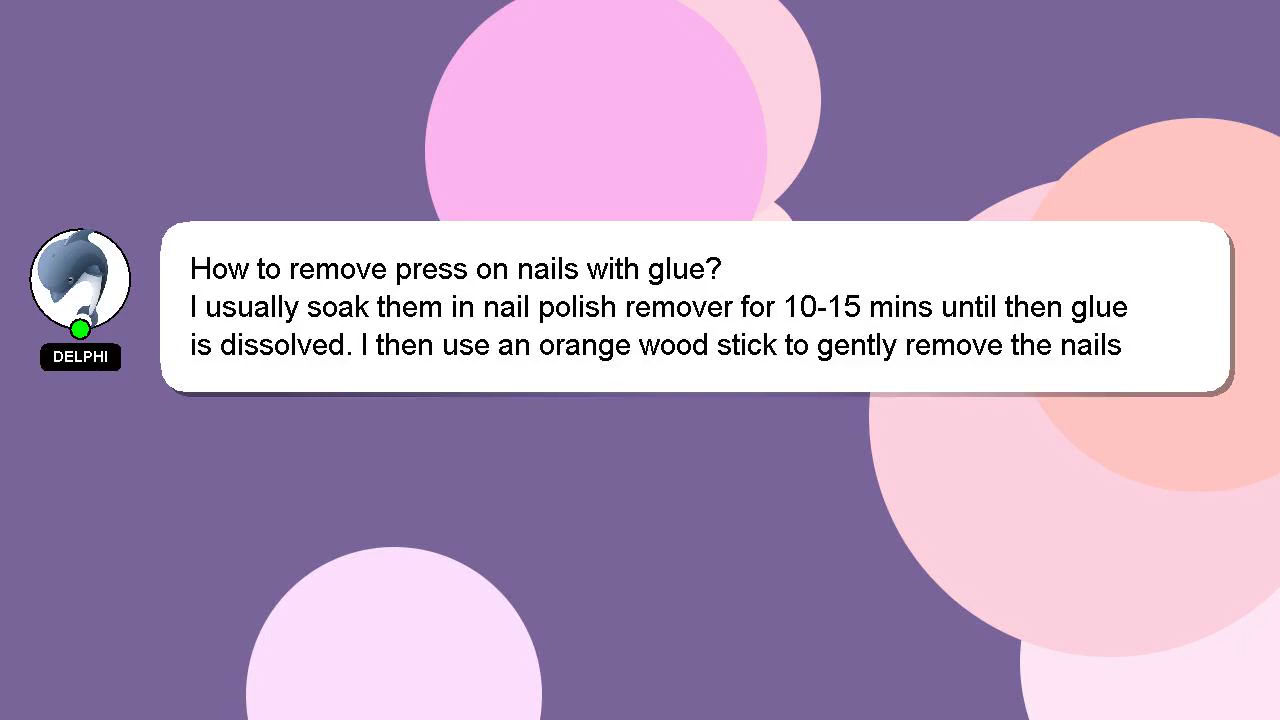 How to remove press on nails with glue?
I usually soak them in nail polish remover for 10-15 mins until then glue
is dissolved. I then use an orange wood stick to gently remove the nails
DELPHI